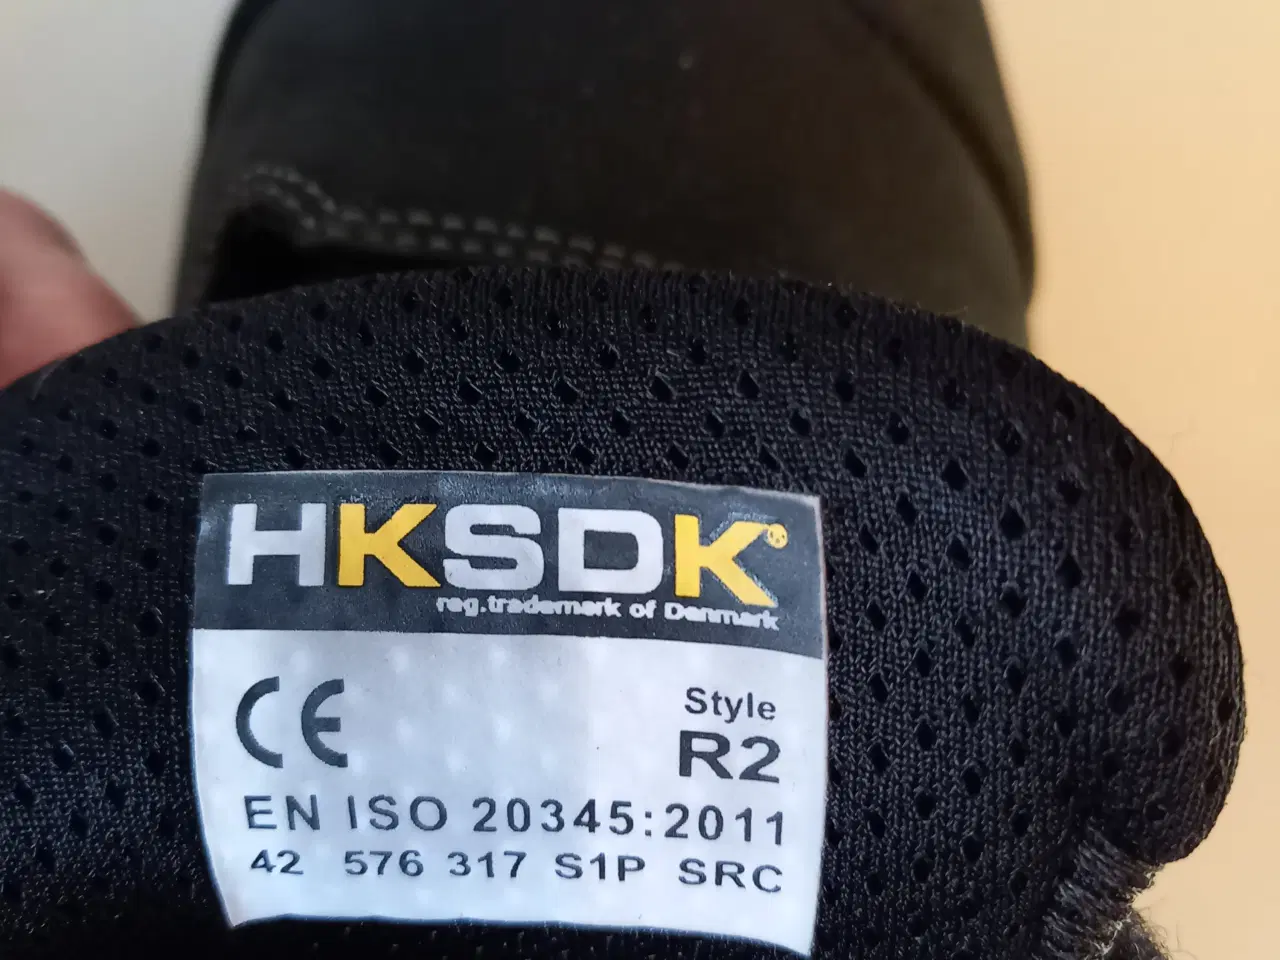 HKSDK
reg.trademark of Denmark
CE
Style
R2
EN ISO 20345:2011
42 576 317 S1P SRC